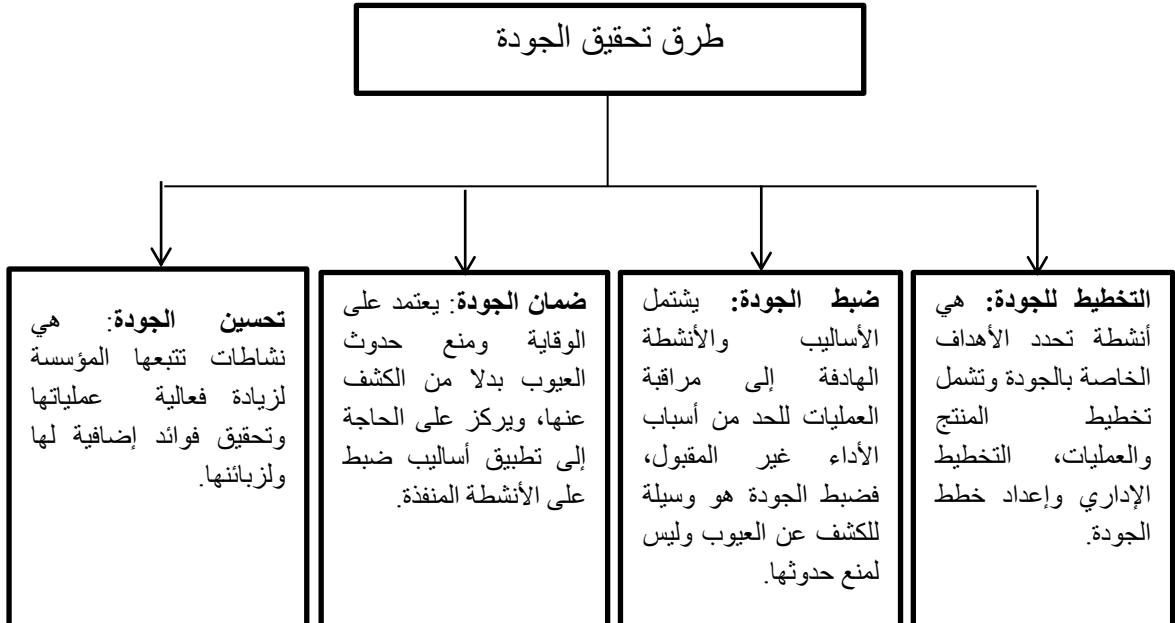 طرق تحقيق الجودة
التخطيط للجودة: هي
أنشطة تحدد الأهداف
الخاصة بالجودة وتشمل
تخطيط المنتج
والعمليات، التخطيط
الإداري وإعداد خطط
الجودة.
ضبط الجودة: يشتمل
الأساليب والأنشطة
الهادفة إلى مراقبة
العمليات للحد من أسباب
الأداء غير المقبول،
فضبط الجودة هو وسيلة
للكشف عن العيوب وليس
لمنع حدوثها.
ضمان الجودة: يعتمد على
الوقاية ومنع حدوث
العيوب بدلا من الكشف
عنها، ويركز على الحاجة
إلى تطبيق أساليب ضبط
على الأنشطة المنفذة.
تحسين الجودة: هي
نشاطات تتبعها المؤسسة
لزيادة فعالية عملياتها
وتحقيق فوائد إضافية لها
ولزبائنها.